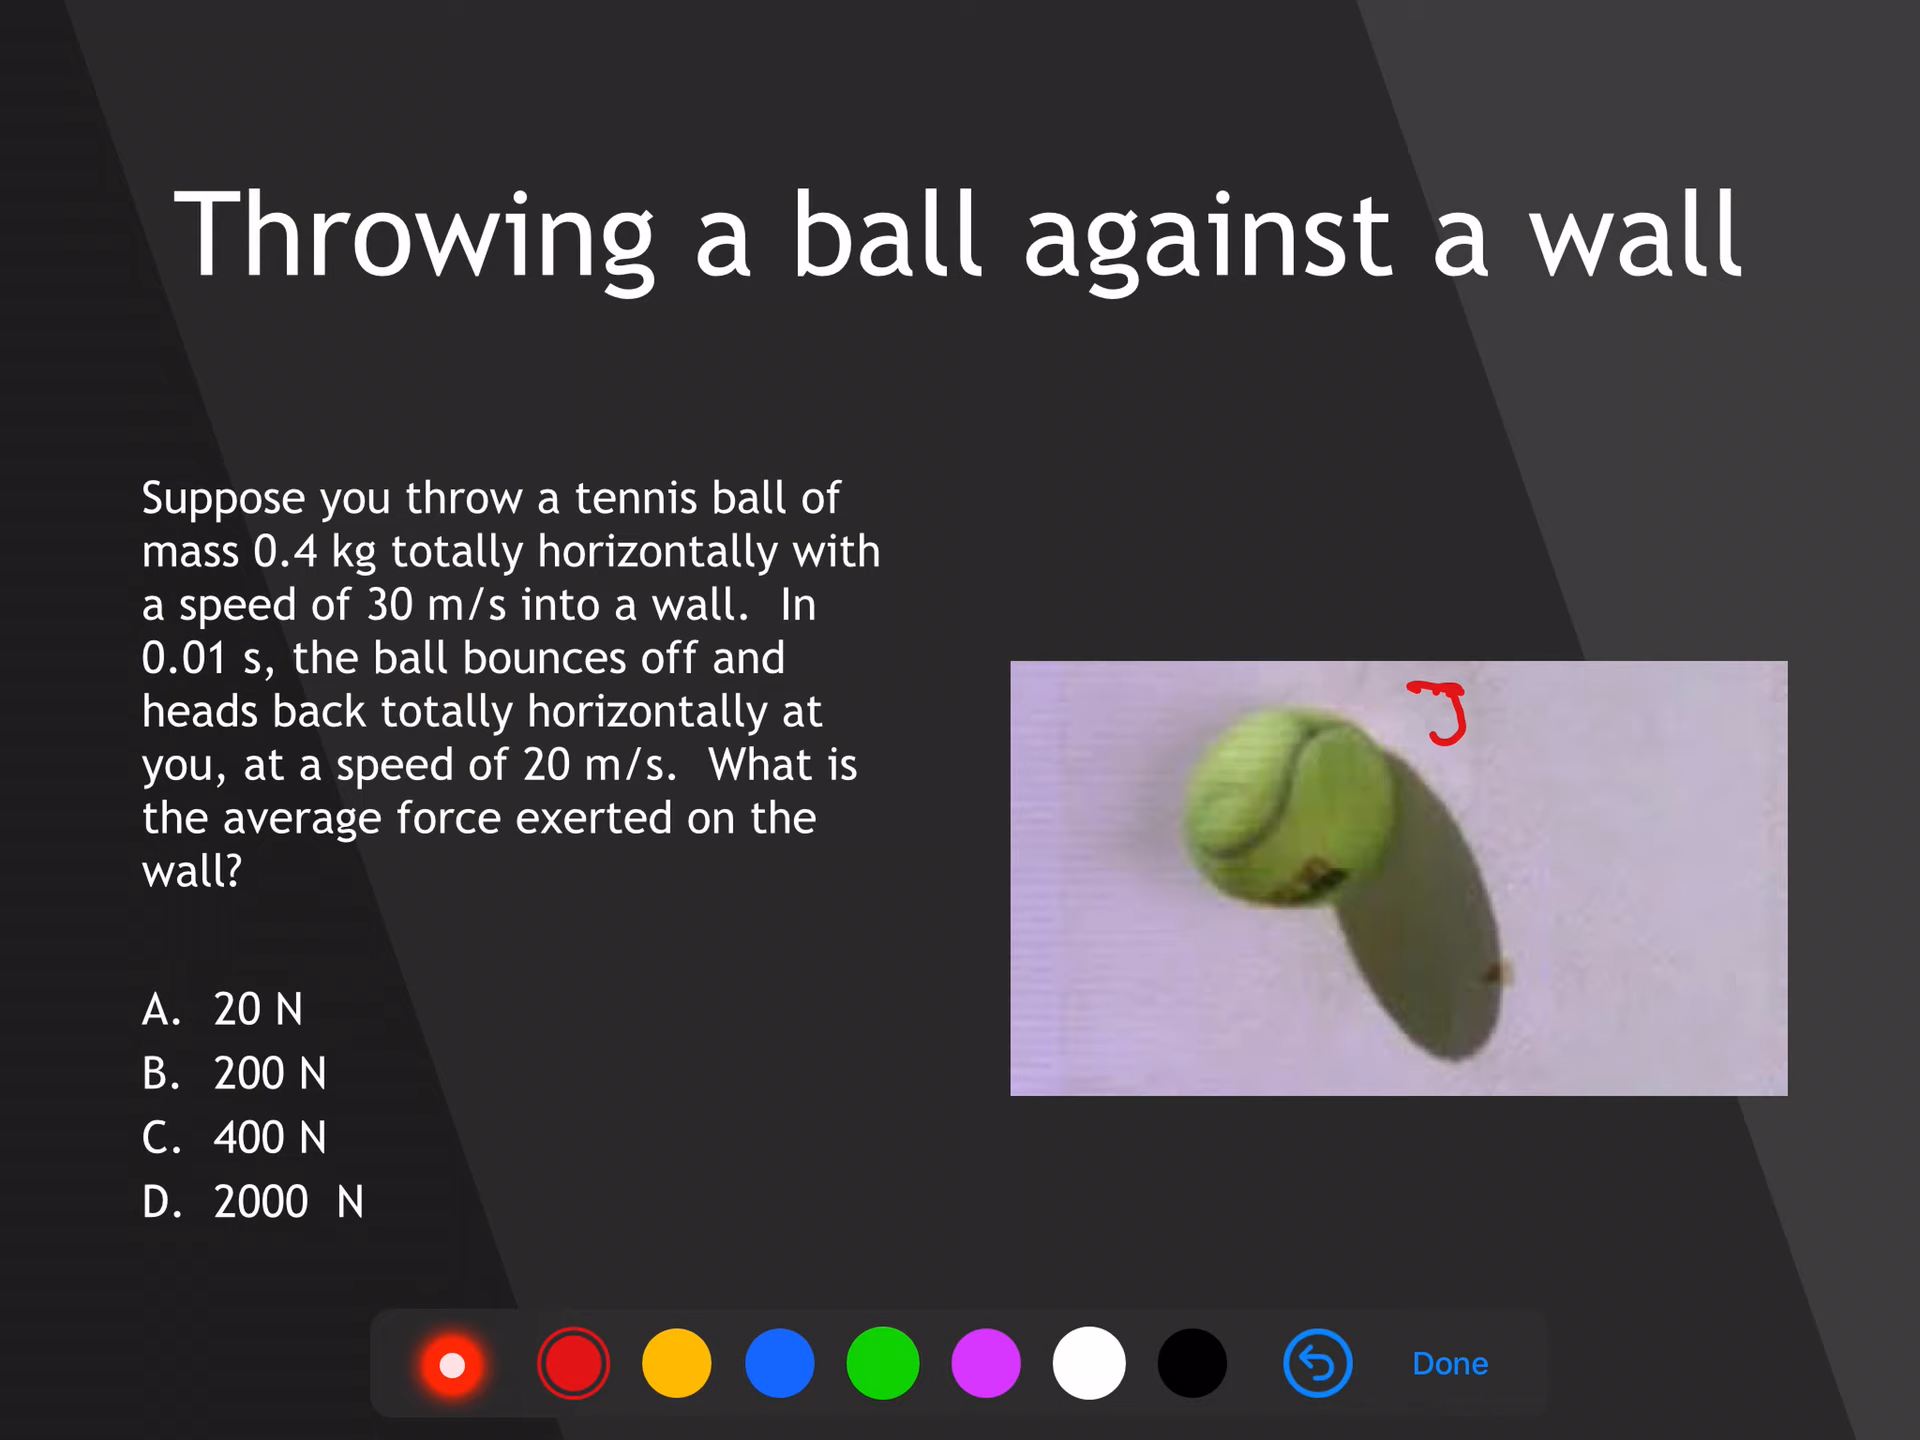 Throwing a ball against a wall
Suppose you throw a tennis ball of
mass 0.4 kg totally horizontally with
a speed of 30 m/s into a wall.  In
0.01 s, the ball bounces off and
heads back totally horizontally at
you, at a speed of 20 m/s.  What is
the average force exerted on the
wall?
J
A. 20 N
B. 200 N
C. 400 N
D. 2000 N
Done